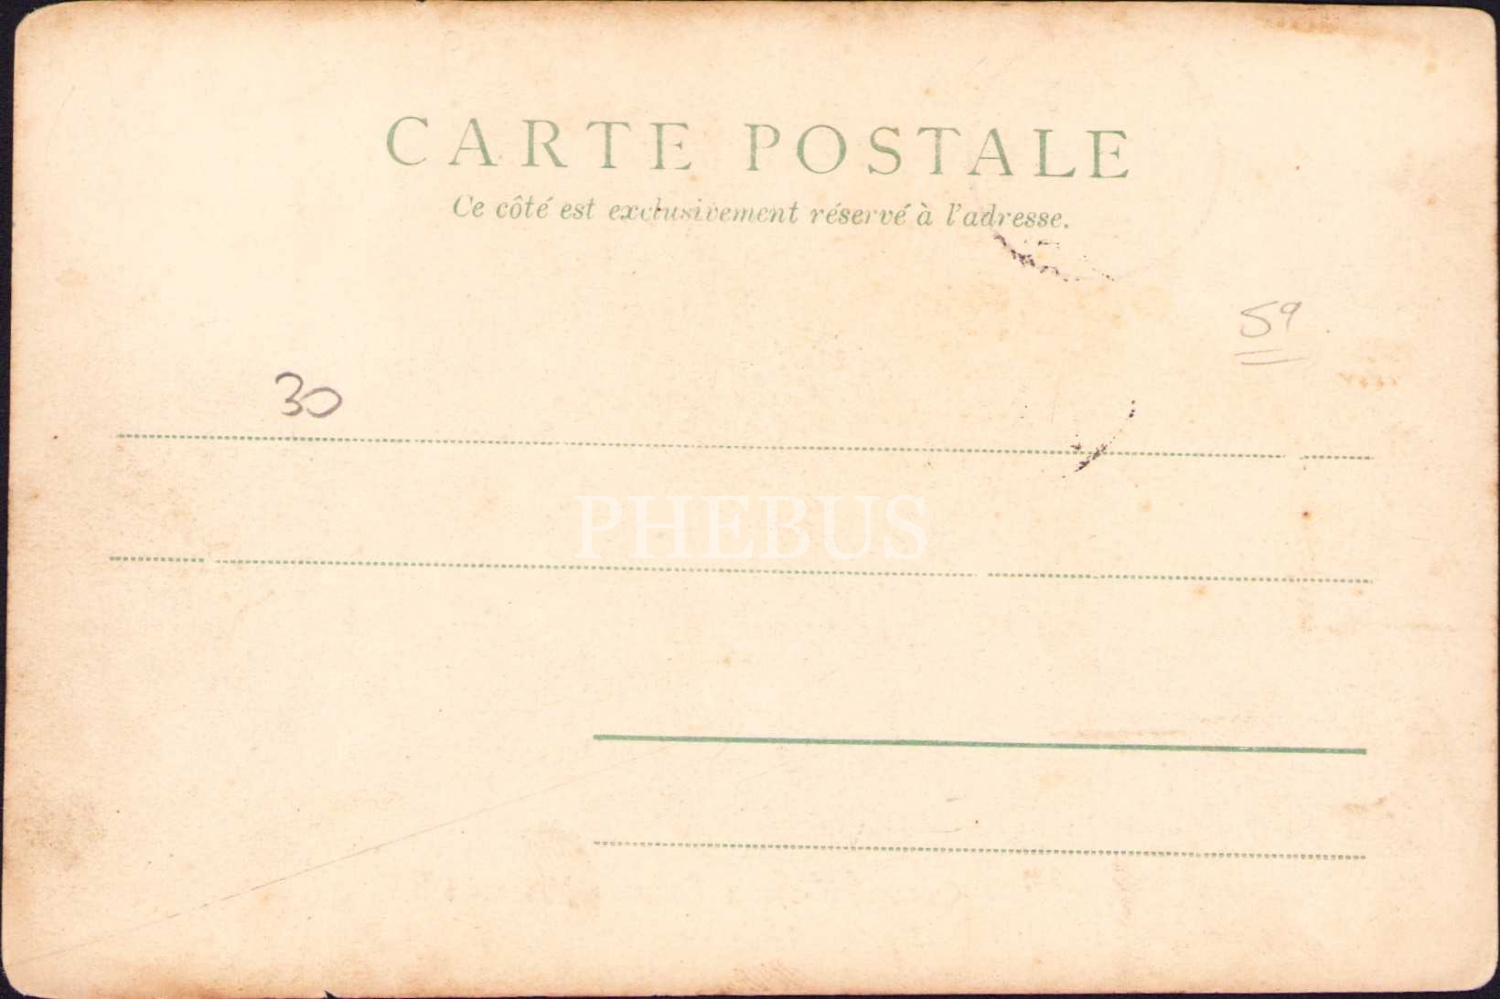 CARTE POSTALE
Ce côté est exclusivement réservé à l'adresse.
59
30
PHEBUS